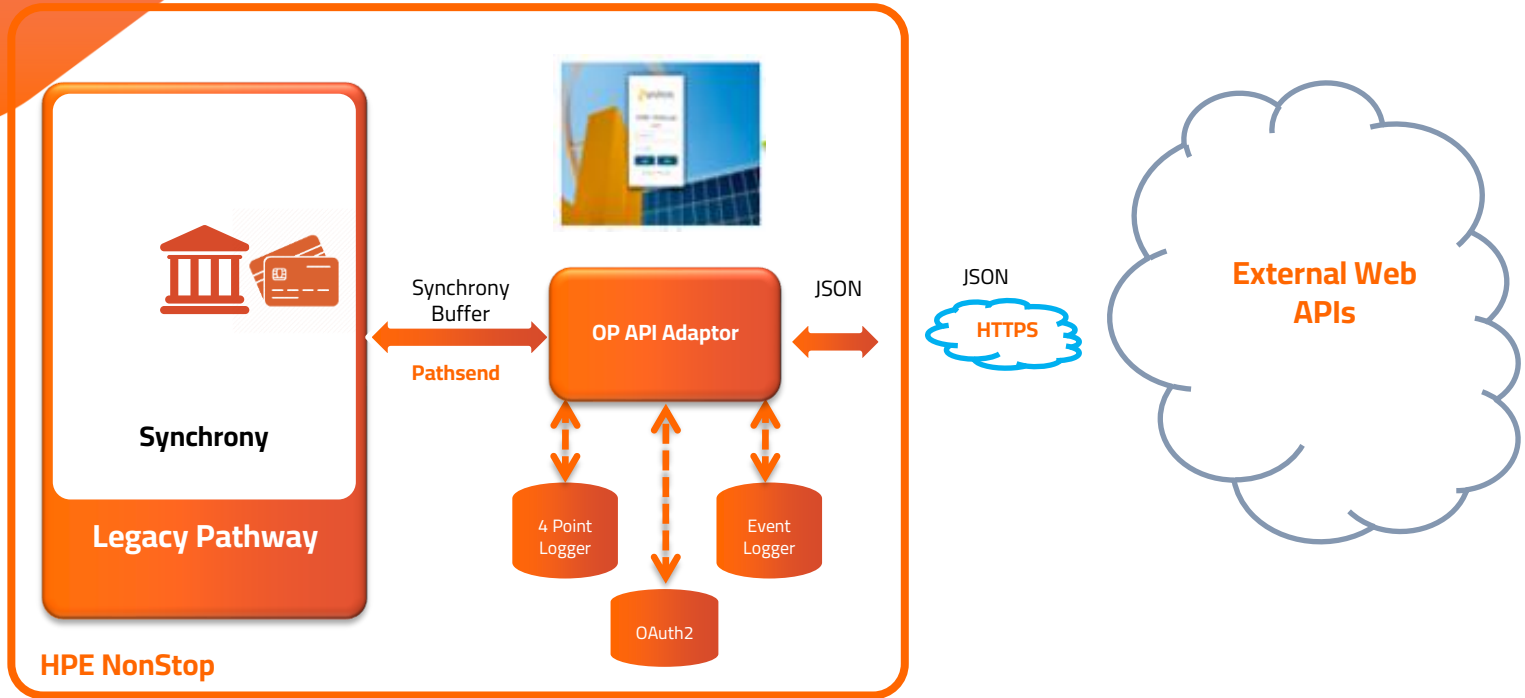 Synchrony
Legacy Pathway
HPE NonStop
Synchrony
Buffer
Pathsend
OP API Adaptor
JSON
4 Point
Logger
OAuth2
Event
Logger
JSON
HTTPS
External Web
APIs